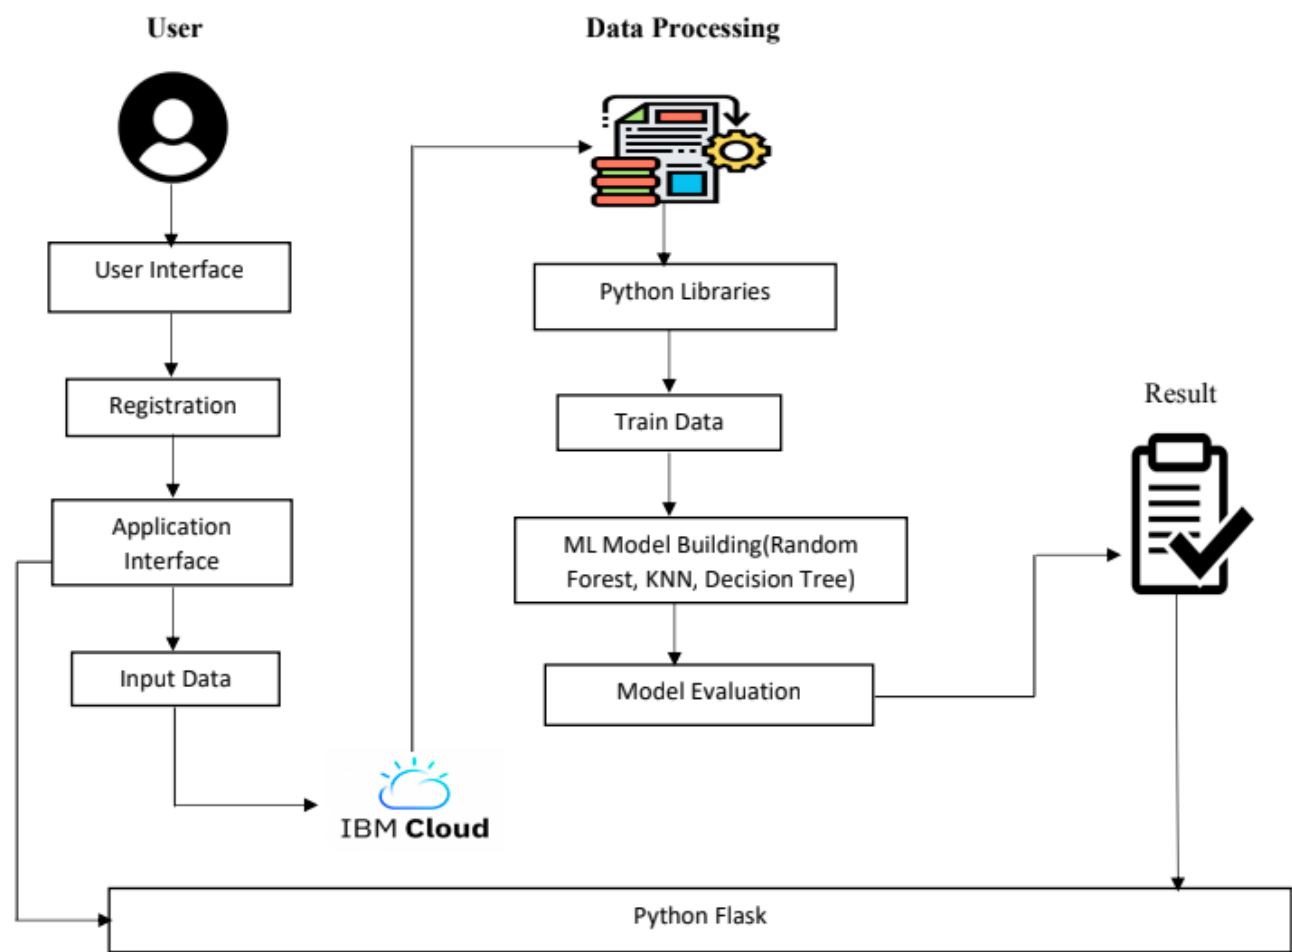 User
Data Processing
User Interface
Registration
Application
Interface
Input Data
IBM Cloud
Python Libraries
Train Data
ML Model Building(Random
Forest, KNN, Decision Tree)
Model Evaluation
Result
Python Flask